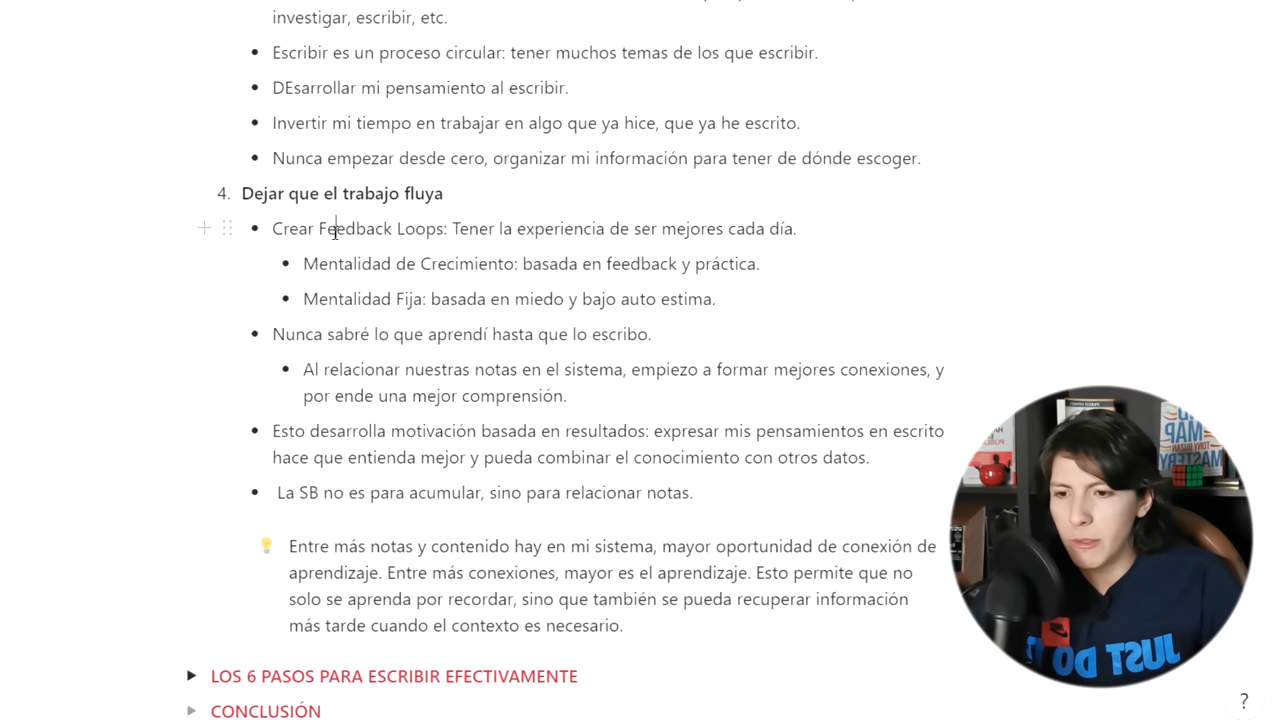 investigar, escribir, etc.
• Escribir es un proceso circular: tener muchos temas de los que escribir.
• DEsarrollar mi pensamiento al escribir.
• Invertir mi tiempo en trabajar en algo que ya hice, que ya he escrito.
• Nunca empezar desde cero, organizar mi información para tener de dónde escoger.
4. Dejar que el trabajo fluya
• Crear Feedback Loops: Tener la experiencia de ser mejores cada día.
• Mentalidad de Crecimiento: basada en feedback y práctica.
• Mentalidad Fija: basada en miedo y bajo auto estima.
• Nunca sabré lo que aprendí hasta que lo escribo.
• Al relacionar nuestras notas en el sistema, empiezo a formar mejores conexiones, y
por ende una mejor comprensión.
• Esto desarrolla motivación basada en resultados: expresar mis pensamientos en escrito
hace que entienda mejor y pueda combinar el conocimiento con otros datos.
• La SB no es para acumular, sino para relacionar notas.
Entre más notas y contenido hay en mi sistema, mayor oportunidad de conexión de
aprendizaje. Entre más conexiones, mayor es el aprendizaje. Esto permite que no
solo se aprenda por recordar, sino que también se pueda recuperar información
más tarde cuando el contexto es necesario.
LOS 6 PASOS PARA ESCRIBIR EFECTIVAMENTE
CONCLUSIÓN
MAP
MASTERY
JUST DO
?